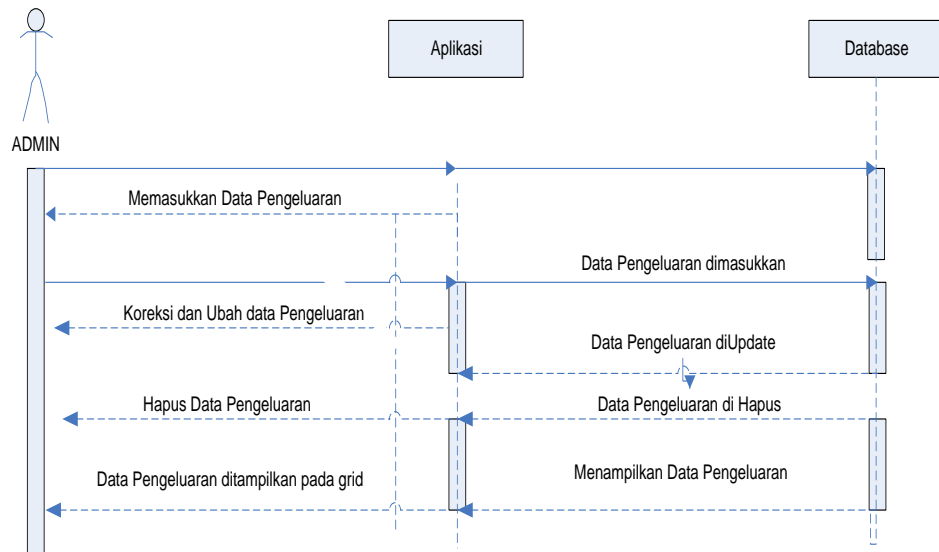 Aplikasi
Database
ADMIN
Memasukkan Data Pengeluaran
Data Pengeluaran dimasukkan
Koreksi dan Ubah data Pengeluaran
Data Pengeluaran diUpdate
Hapus Data Pengeluaran
Data Pengeluaran di Hapus
Data Pengeluaran ditampilkan pada grid
Menampilkan Data Pengeluaran